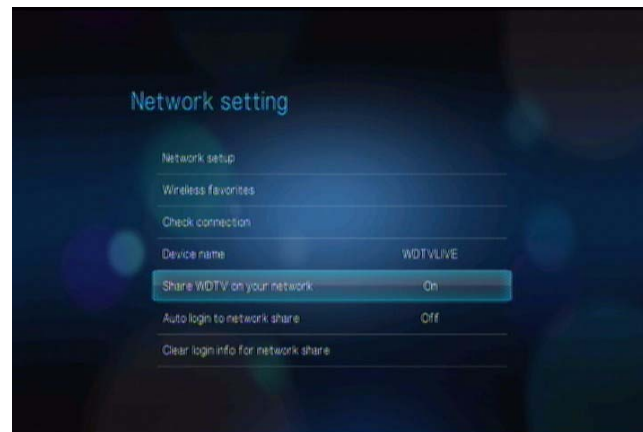 Network setting
Network setup
Wireless favorites
Check connection
Device name WDTVLIVE
Share WDTV on your network On
Auto login to network share Off
Clear login info for network share